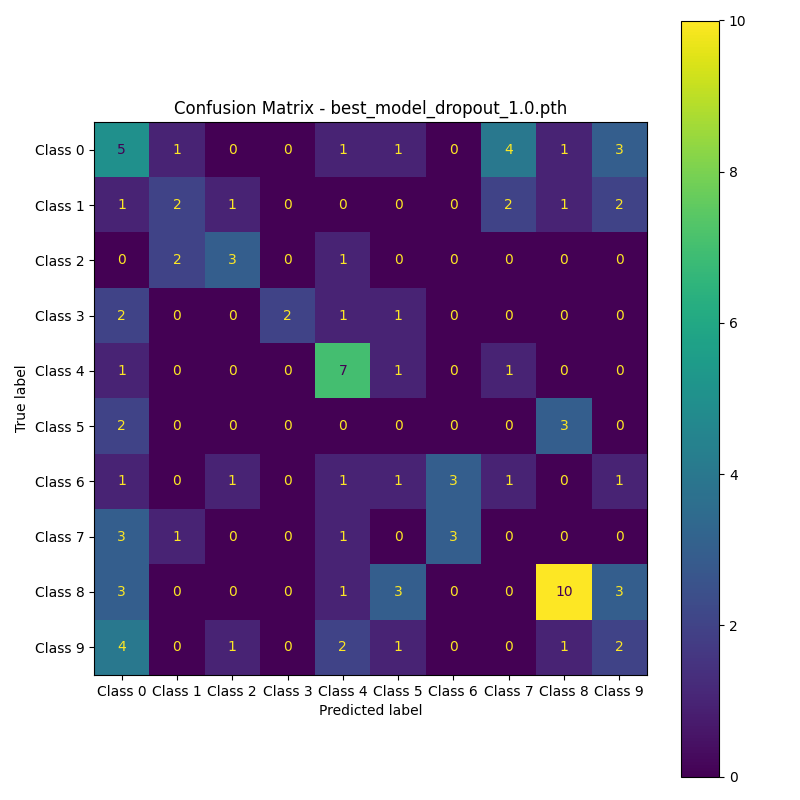 Confusion Matrix - best_model_dropout_1.0.pth
10
8
6
4
2
0
True label
Class 0 5 1 0 0 1 1 0 4 1 3
Class 1 1 2 1 0 0 0 0 2 1 2
Class 2 0 2 3 0 1 0 0 0 0 0
Class 3 2 0 0 2 1 1 0 0 0 0
Class 4 1 0 0 0 7 1 0 1 0 0
Class 5 2 0 0 0 0 0 0 0 3 0
Class 6 1 0 1 0 1 1 3 1 0 1
Class 7 3 1 0 0 1 0 3 0 0 0
Class 8 3 0 0 0 1 3 0 0 10 3
Class 9 4 0 1 0 2 1 0 0 1 2
Class 0 Class 1 Class 2 Class 3 Class 4 Class 5 Class 6 Class 7 Class 8 Class 9
Predicted label